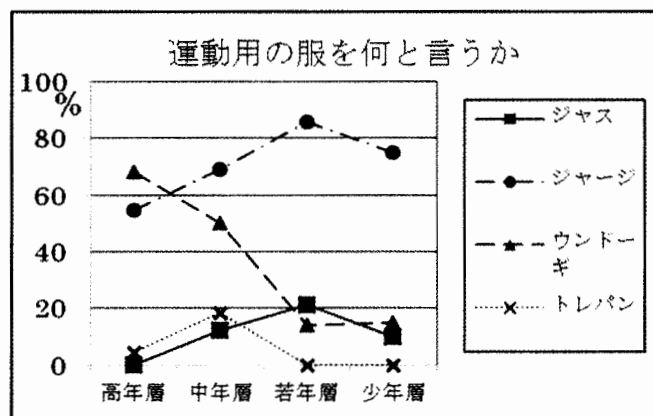 運動用の服を何と言うか
100
%
80
60
40
20
0
高年層 中年層 若年層 少年層
ジャス
ジャージ
ウンドー
ギ
トレパン